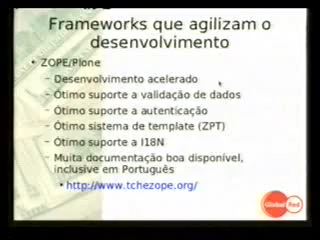 Frameworks que agilizam o
desenvolvimento
• ZOPE/Plone
– Desenvolvimento acelerado
– Ótimo suporte a validação de dados
– Ótimo suporte a autenticação
– Ótimo sistema de template (ZPT)
– Ótimo suporte a I18N
– Muita documentação boa disponível,
inclusive em Português
• http://www.tchezope.org/
Global Red